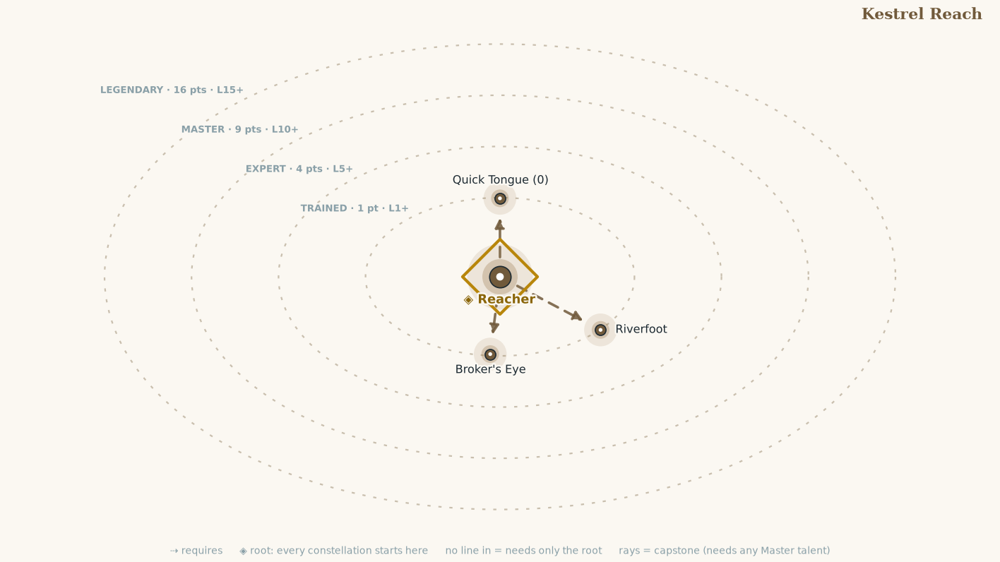 Kestrel Reach
LEGENDARY · 16 pts · L15+
MASTER · 9 pts · L10+
EXPERT · 4 pts · L5+
Quick Tongue (0)
TRAINED · 1 pt · L1+
◈ Reacher
Riverfoot
Broker's Eye
⇢ requires ◈ root: every constellation starts here no line in = needs only the root rays = capstone (needs any Master talent)